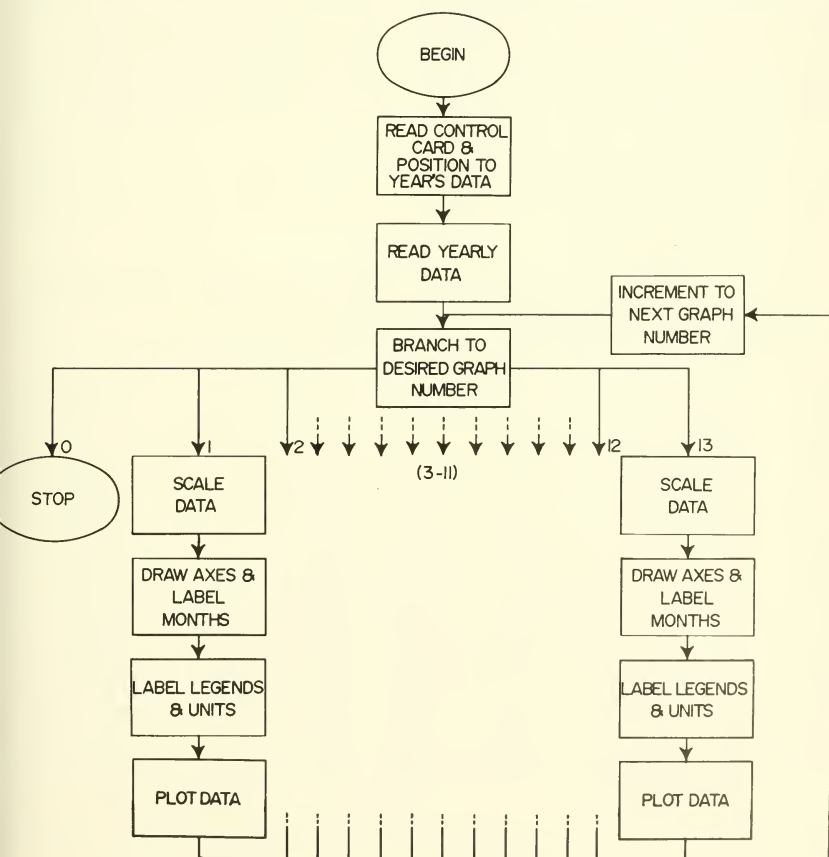 BEGIN
READ CONTROL
CARD &
POSITION TO
YEAR'S DATA
READ YEARLY
DATA
INCREMENT TO
NEXT GRAPH
NUMBER
BRANCH TO
DESIRED GRAPH
NUMBER
0
1
2
(3-11)
12
13
STOP
SCALE
DATA
DRAW AXES &
LABEL
MONTHS
LABEL LEGENDS
& UNITS
PLOT DATA
SCALE
DATA
DRAW AXES &
LABEL
MONTHS
LABEL LEGENDS
& UNITS
PLOT DATA